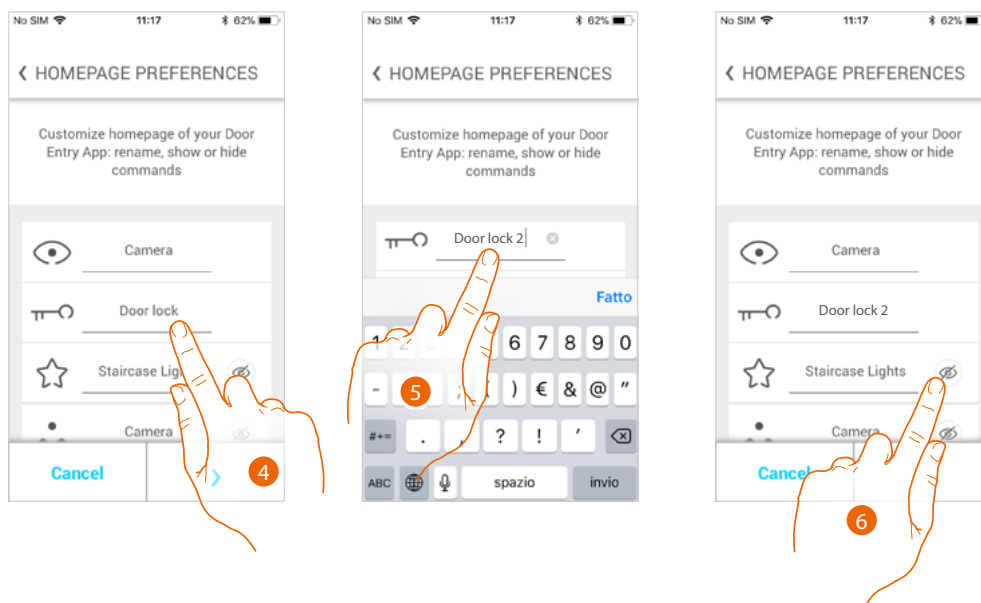 No SIM 11:17 62%
HOMEPAGE PREFERENCES
Customize homepage of your Door
Entry App: rename, show or hide
commands
Camera
Door lock
Staircase
Camera
Cancel
4
No SIM 11:17 62%
HOMEPAGE PREFERENCES
Customize homepage of your Door
Entry App: rename, show or hide
commands
Door lock 2
Fatto
1 2 6 7 8 9 0
- ; ( ) € & @ "
5
#+= . , ? ! '
ABC spazio invio
No SIM 11:17 62%
HOMEPAGE PREFERENCES
Customize homepage of your Door
Entry App: rename, show or hide
commands
Camera
Door lock 2
Staircase Lights
Camera
Cancel
6